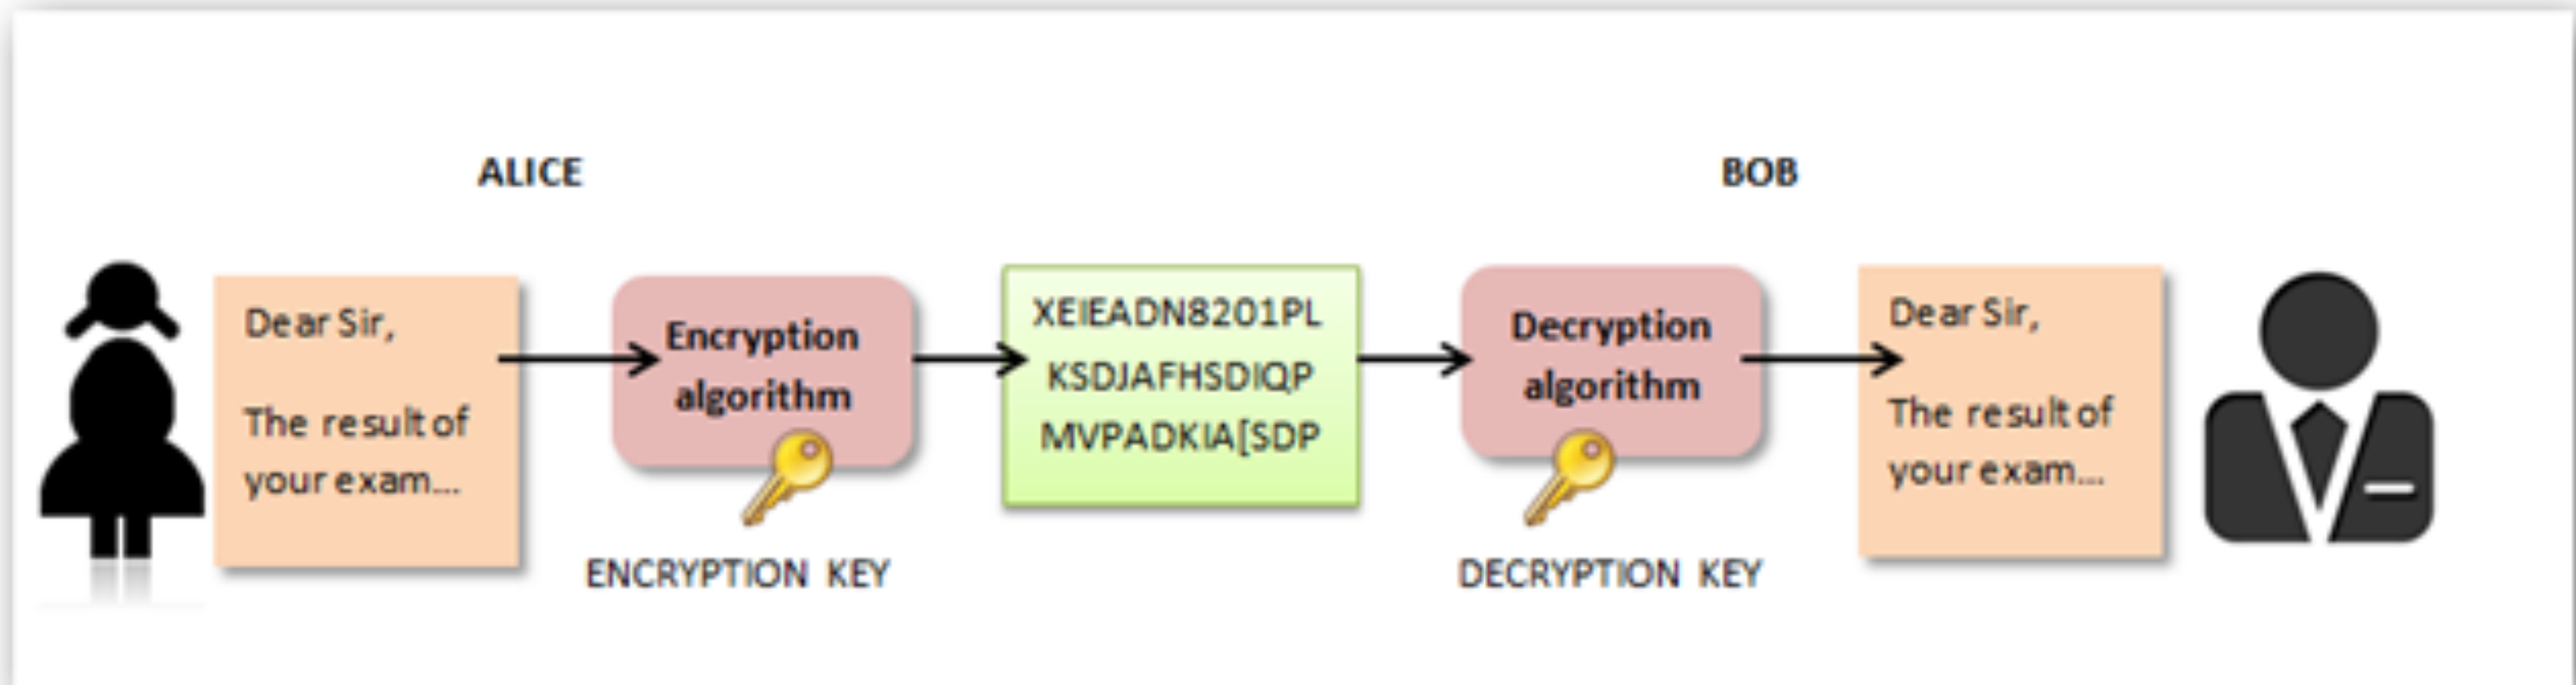 ALICE
BOB
Dear Sir,
The result of
your exam...
Encryption
algorithm
ENCRYPTION KEY
XEIEADN8201PL
KSDJAFHSDIQP
MVPADKIA[SDP
Decryption
algorithm
DECRYPTION KEY
Dear Sir,
The result of
your exam...